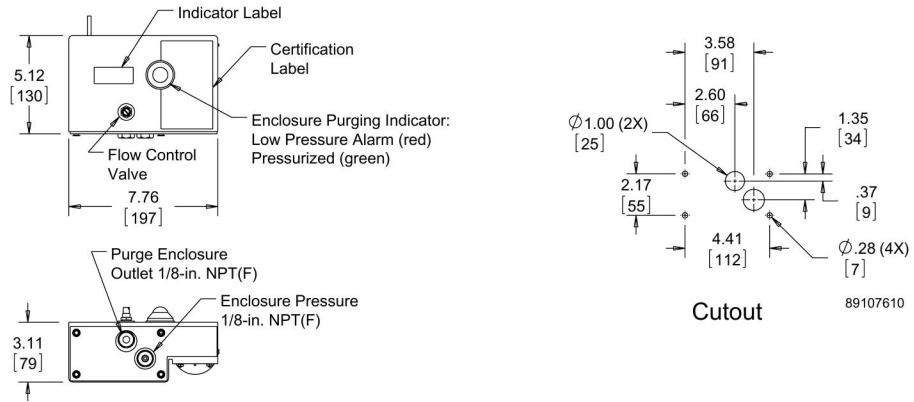 Indicator Label
Certification
Label
5.12
[130]
Enclosure Purging Indicator:
Low Pressure Alarm (red)
Pressurized (green)
Flow Control
Valve
7.76
[197]
Purge Enclosure
Outlet 1/8-in. NPT(F)
Enclosure Pressure
1/8-in. NPT(F)
3.11
[79]
3.58
[91]
2.60
[66]
∅1.00 (2X)
[25]
1.35
[34]
2.17
[55]
.37
[9]
4.41
[112]
∅.28 (4X)
[7]
Cutout
89107610